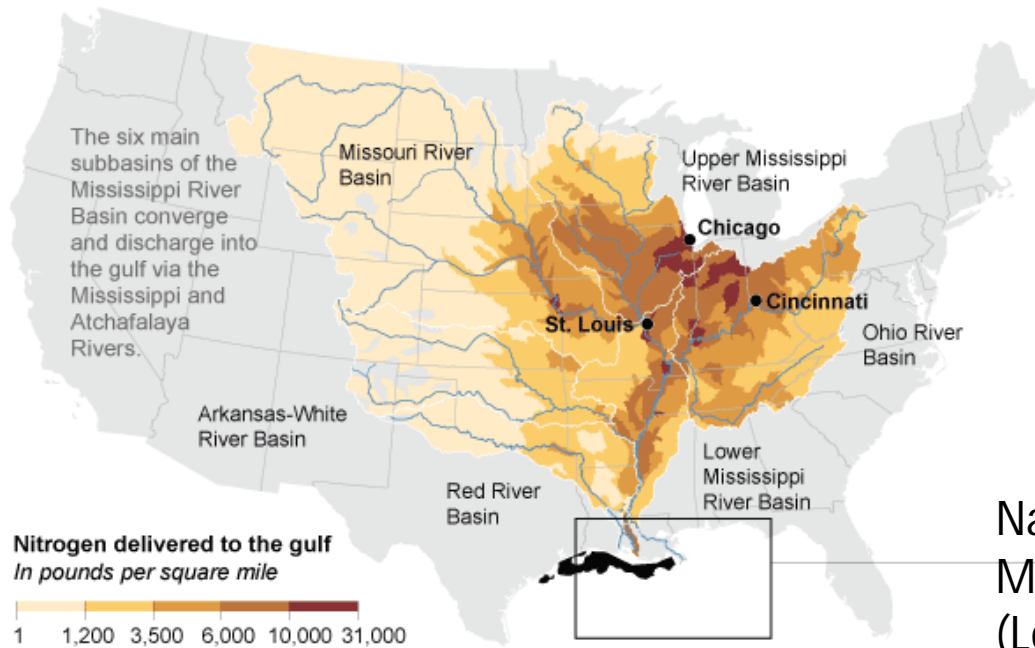 The six main
subbasins of the
Mississippi River
Basin converge
and discharge into
the gulf via the
Mississippi and
Atchafalaya
Rivers.
Missouri River
Basin
Upper Mississippi
River Basin
Chicago
Cincinnati
St. Louis
Ohio River
Basin
Arkansas-White
River Basin
Lower
Mississippi
River Basin
Red River
Basin
Nitrogen delivered to the gulf
In pounds per square mile
1 1,200 3,500 6,000 10,000 31,000
Na
M
(Lo